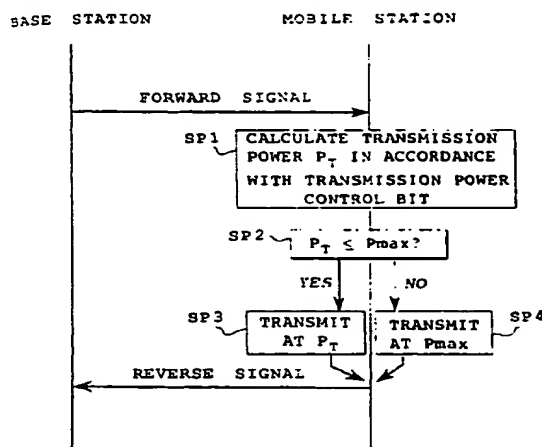 BASE STATION
MOBILE STATION
FORWARD SIGNAL
SP1
CALCULATE TRANSMISSION
POWER P_T IN ACCORDANCE
WITH TRANSMISSION POWER
CONTROL BIT
SP2
P_T ≤ Pmax?
YES
NO
SP3
TRANSMIT
AT P_T
TRANSMIT
AT Pmax
SP4
REVERSE SIGNAL